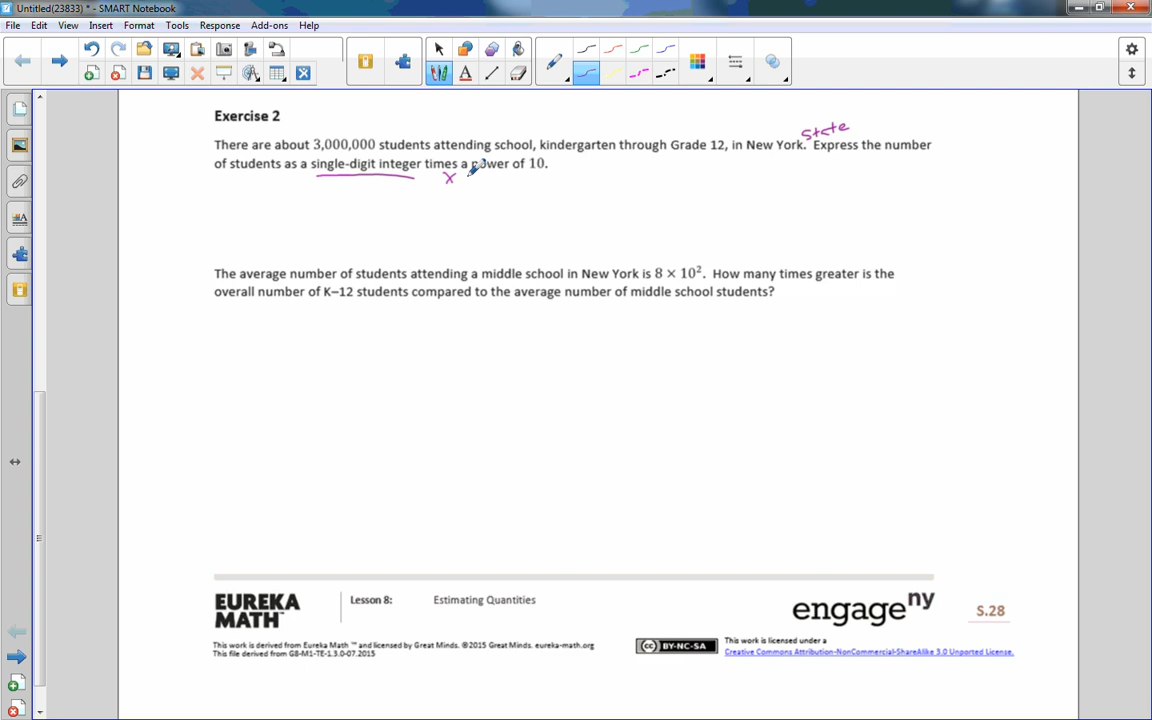 Untitled(23833) * - SMART Notebook
File Edit View Insert Format Tools Response Add-ons Help
Exercise 2
state
There are about 3,000,000 students attending school, kindergarten through Grade 12, in New York. Express the number
of students as a single-digit integer times a power of 10.
x
The average number of students attending a middle school in New York is 8 × 10². How many times greater is the
overall number of K–12 students compared to the average number of middle school students?
EUREKA MATH™
Lesson 8: Estimating Quantities
engageny
S.28
This work is derived from Eureka Math ™ and licensed by Great Minds. ©2015 Great Minds. eureka-math.org
This file derived from G8-M1-TE-1.3.0-07.2015
CC BY-NC-SA
This work is licensed under a
Creative Commons Attribution-NonCommercial-ShareAlike 3.0 Unported License.